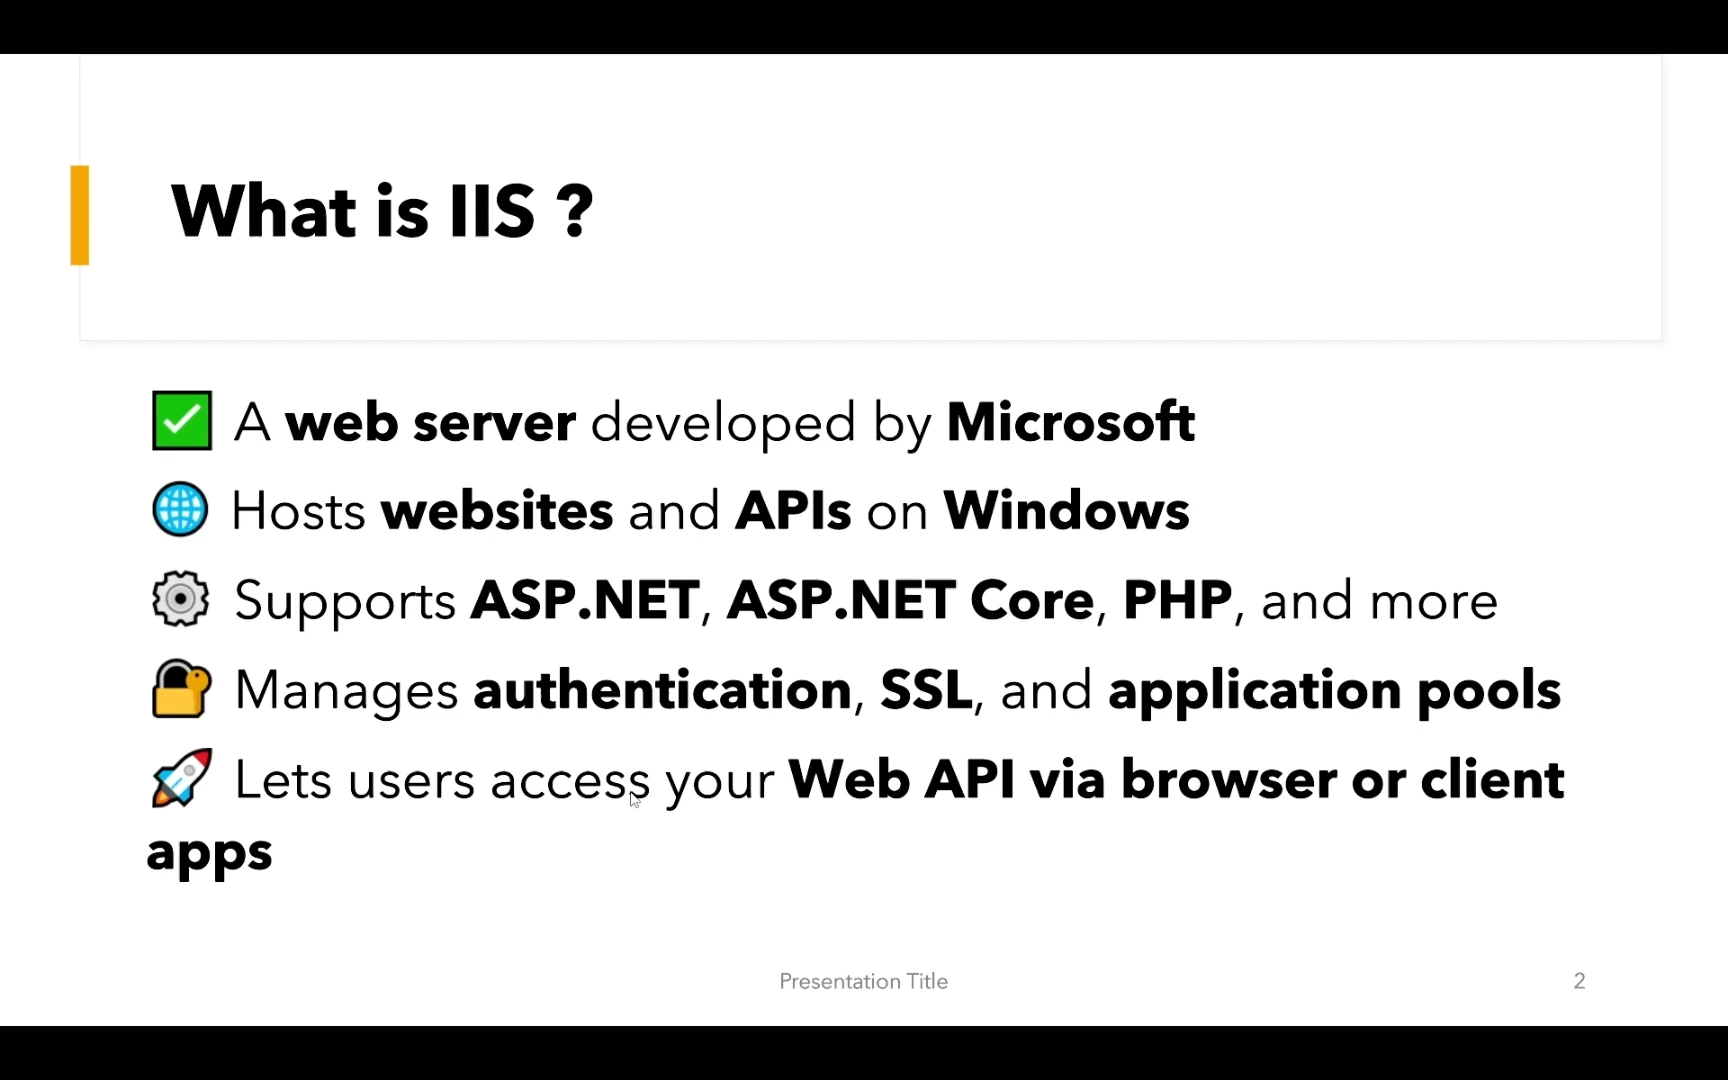 What is IIS ?
✅ A web server developed by Microsoft
🌐 Hosts websites and APIs on Windows
⚙️ Supports ASP.NET, ASP.NET Core, PHP, and more
🔐 Manages authentication, SSL, and application pools
🚀 Lets users access your Web API via browser or client
apps
Presentation Title
2